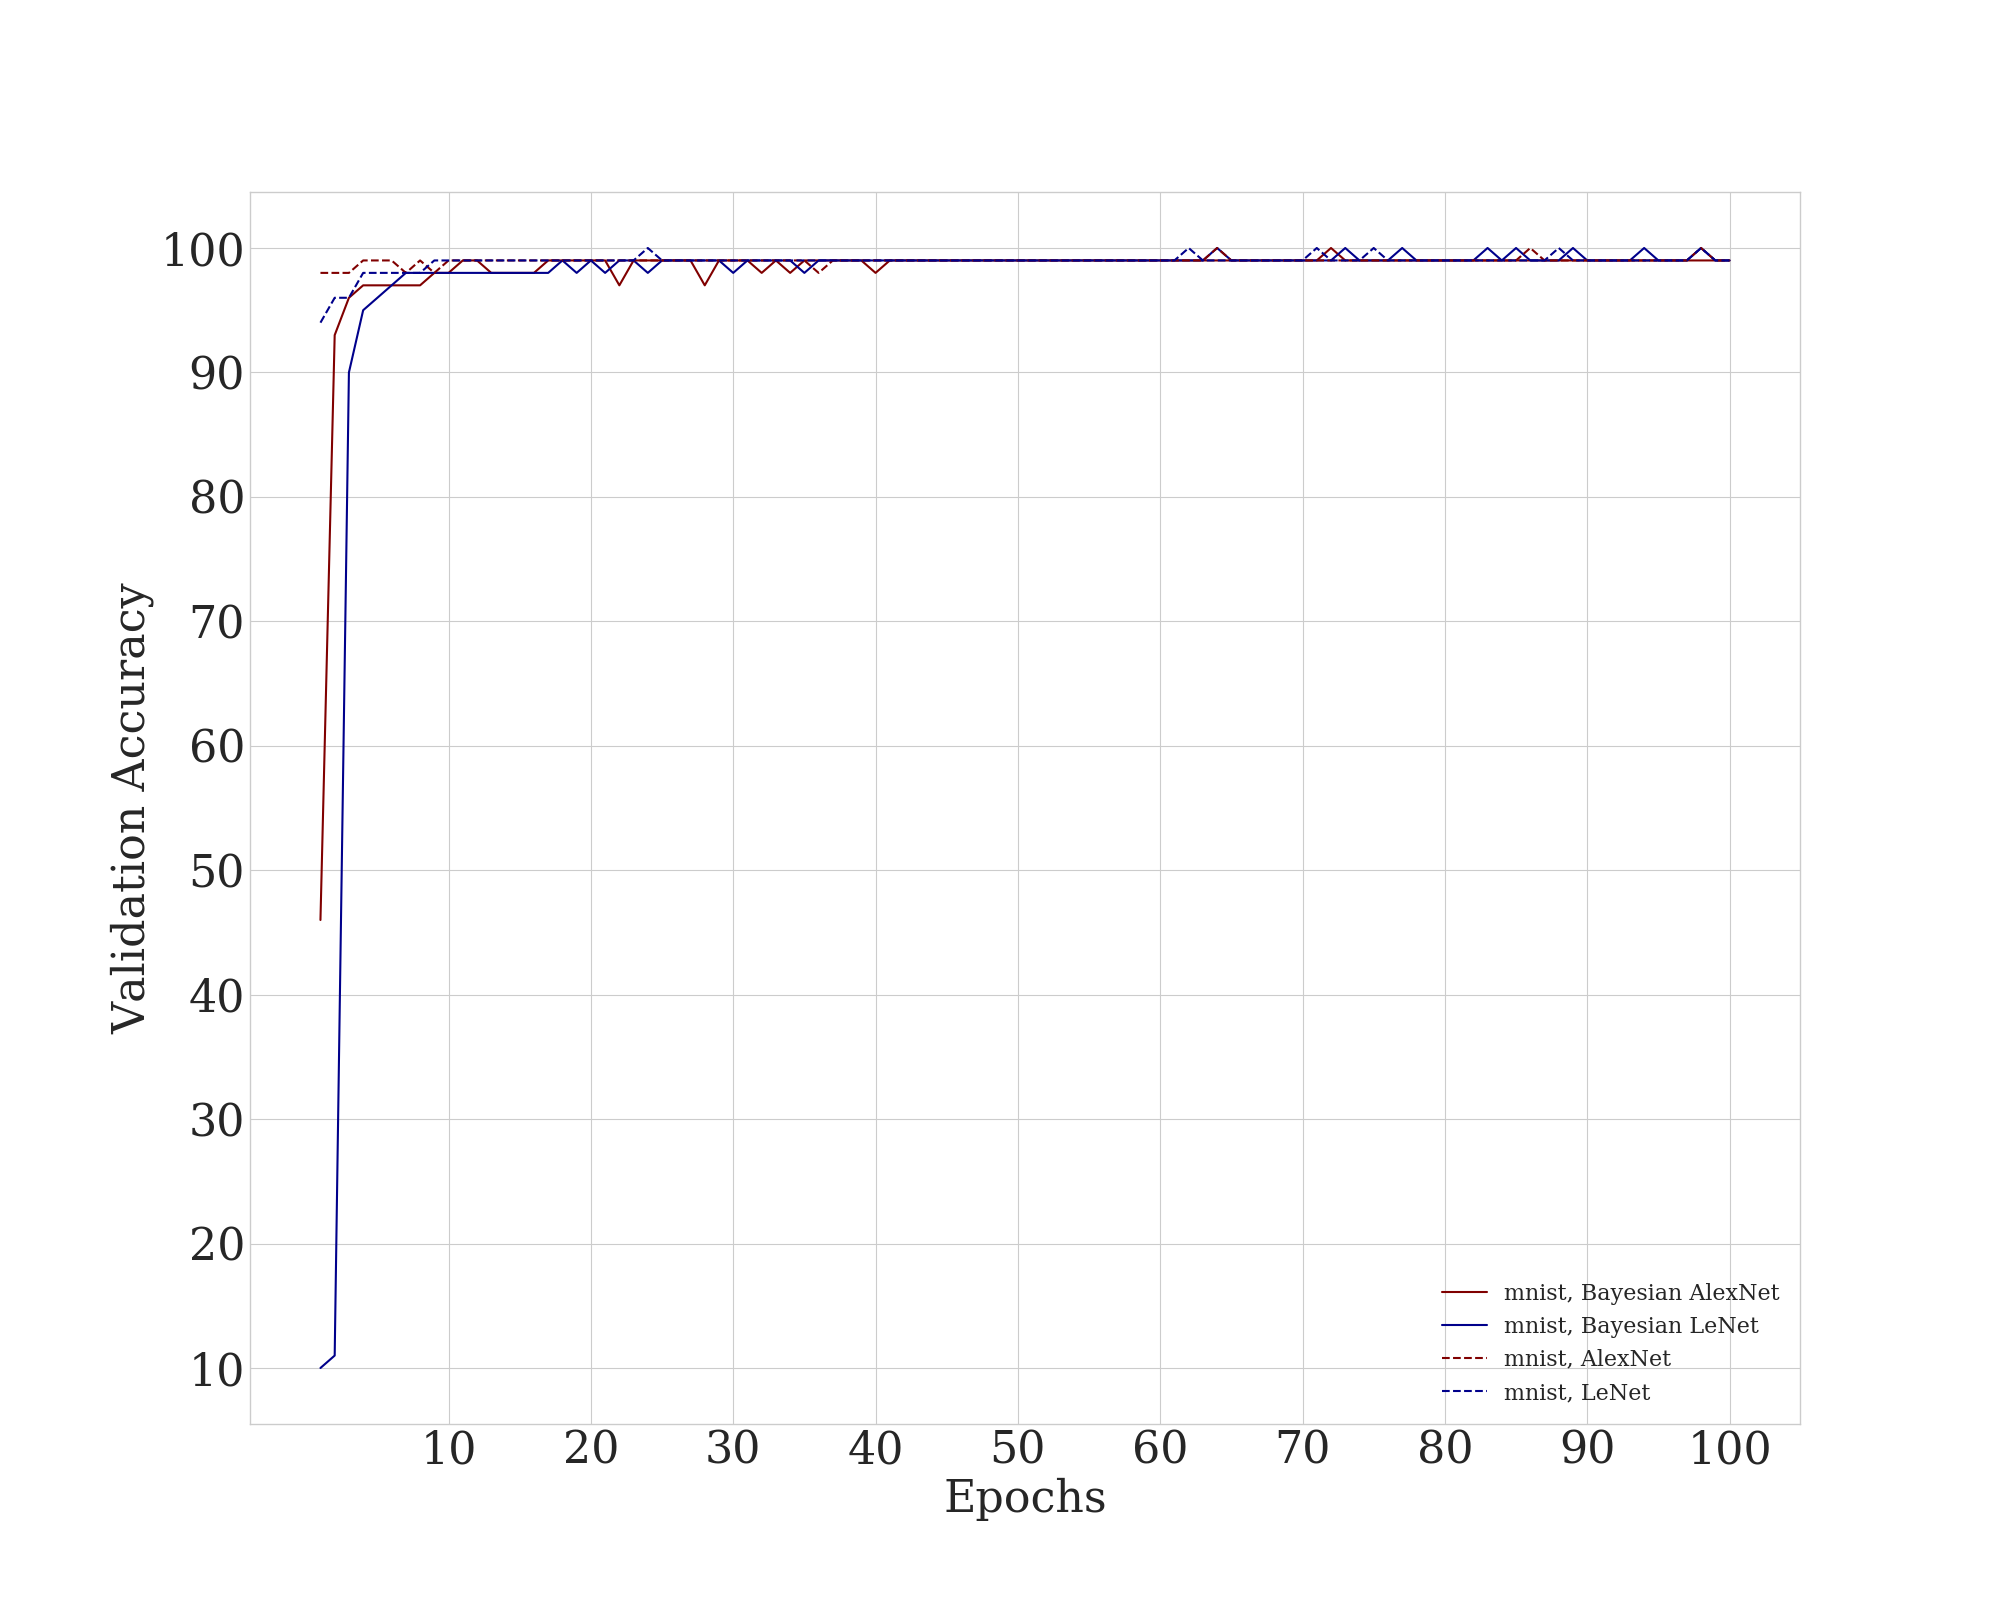 100
90
80
70
60
50
40
30
20
10
Validation Accuracy
mnist, Bayesian AlexNet
mnist, Bayesian LeNet
mnist, AlexNet
mnist, LeNet
10 20 30 40 50 60 70 80 90 100
Epochs